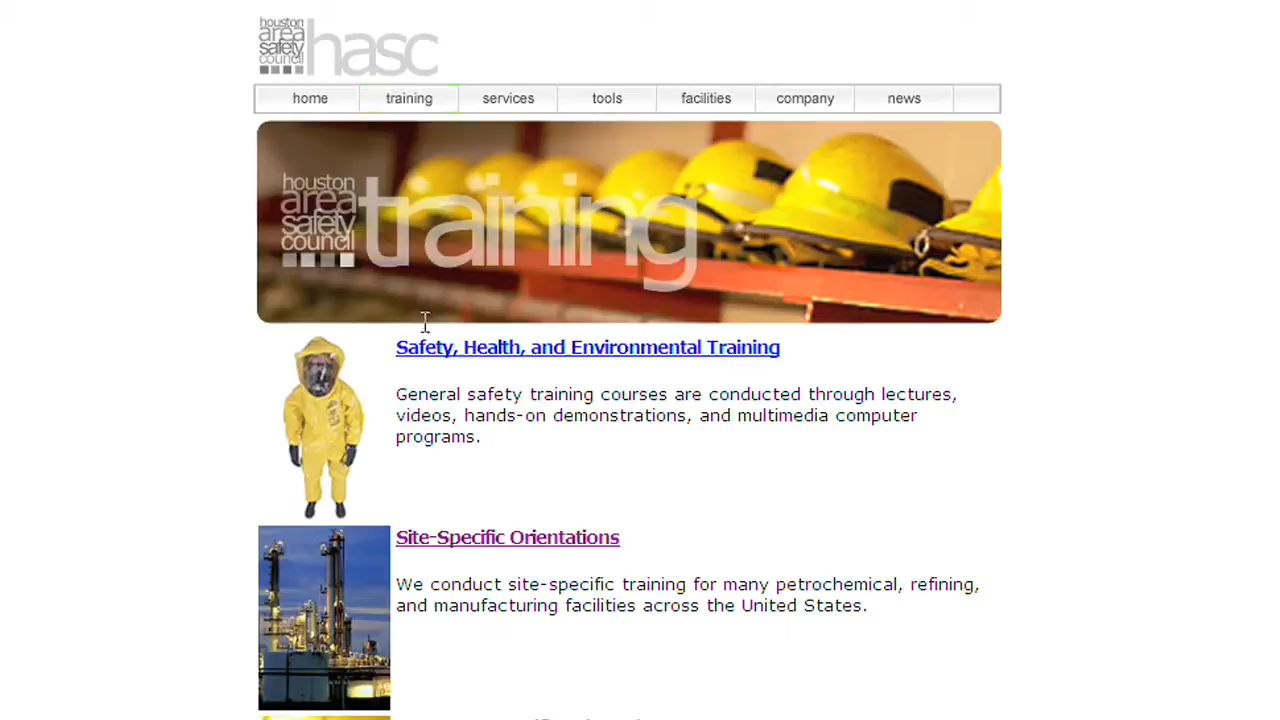 houston
area
safety
council
hasc
home training services tools facilities company news
houston
area
safety
council
training
Safety, Health, and Environmental Training
General safety training courses are conducted through lectures,
videos, hands-on demonstrations, and multimedia computer
programs.
Site-Specific Orientations
We conduct site-specific training for many petrochemical, refining,
and manufacturing facilities across the United States.